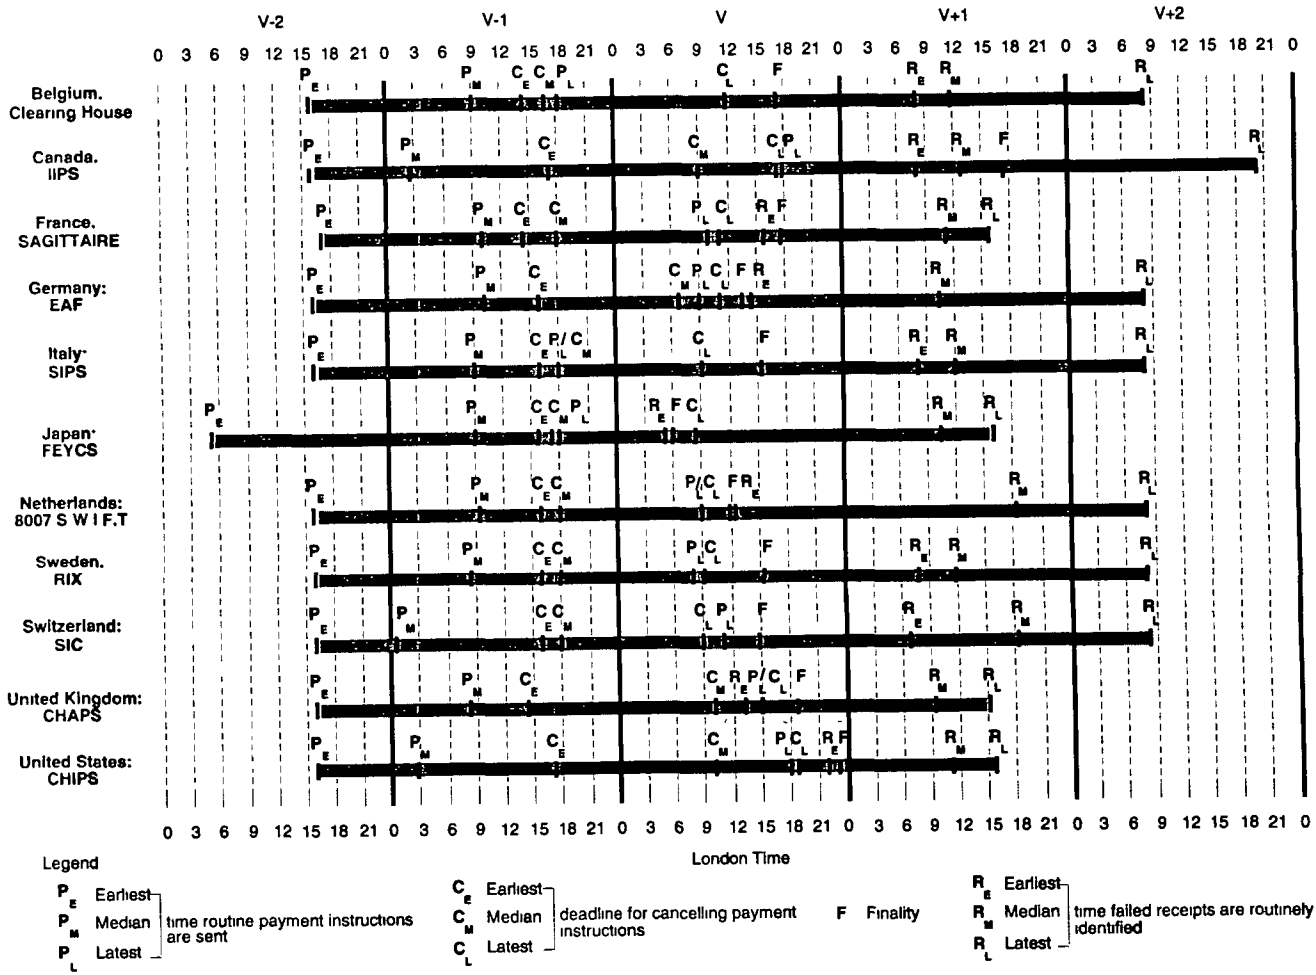 V-2 V-1 V V+1 V+2
0 3 6 9 12 15 18 21 0 3 6 9 12 15 18 21 0 3 6 9 12 15 18 21 0 3 6 9 12 15 18 21 0 3 6 9 12 15 18 21 0
Belgium. Clearing House
P E P M C E C M P L C L F R E R M R L
Canada. IIPS
P E P M C E C M C L P L R E R M F R L
France. SAGITTAIRE
P E P M C E C M P L C L R E F R M R L
Germany: EAF
P E P M C E C M P L C L F R E R M R L
Italy· SIPS
P E P M C E P/ L C M C L F R E R M R L
Japan· FEYCS
P E P M C E C M P L R E F C L R M R L
Netherlands: 8007 S W I F.T
P E P M C E C M P/ L C L F R E R M R L
Sweden. RIX
P E P M C E C M P L C L F R E R M R L
Switzerland: SIC
P E P M C E C M C L P L F R E R M R L
United Kingdom: CHAPS
P E P M C E C M R E P/ L C L F R M R L
United States: CHIPS
P E P M C E C M P L C L R E F R M R L
0 3 6 9 12 15 18 21 0 3 6 9 12 15 18 21 0 3 6 9 12 15 18 21 0 3 6 9 12 15 18 21 0 3 6 9 12 15 18 21 0
London Time
Legend
P E Earliest
P M Median
P L Latest
time routine payment instructions
are sent
C E Earliest
C M Median
C L Latest
deadline for cancelling payment
instructions
F Finality
R E Earliest
R M Median
R L Latest
time failed receipts are routinely
identified